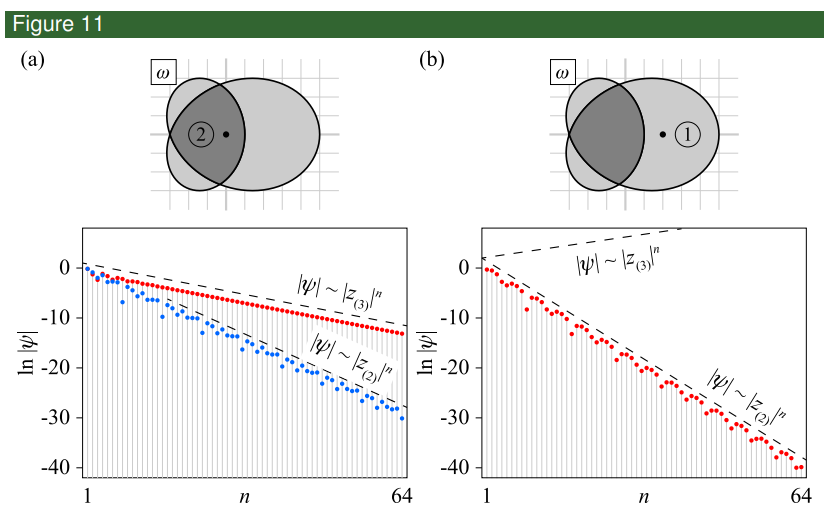 Figure 11
(a)
ω
2
(b)
ω
1
0
-10
-20
-30
-40
ln |ψ|
|ψ| ~ |z(3)|ⁿ
|ψ| ~ |z(2)|ⁿ
1
n
64
0
-10
-20
-30
-40
ln |ψ|
|ψ| ~ |z(3)|ⁿ
|ψ| ~ |z(2)|ⁿ
1
n
64